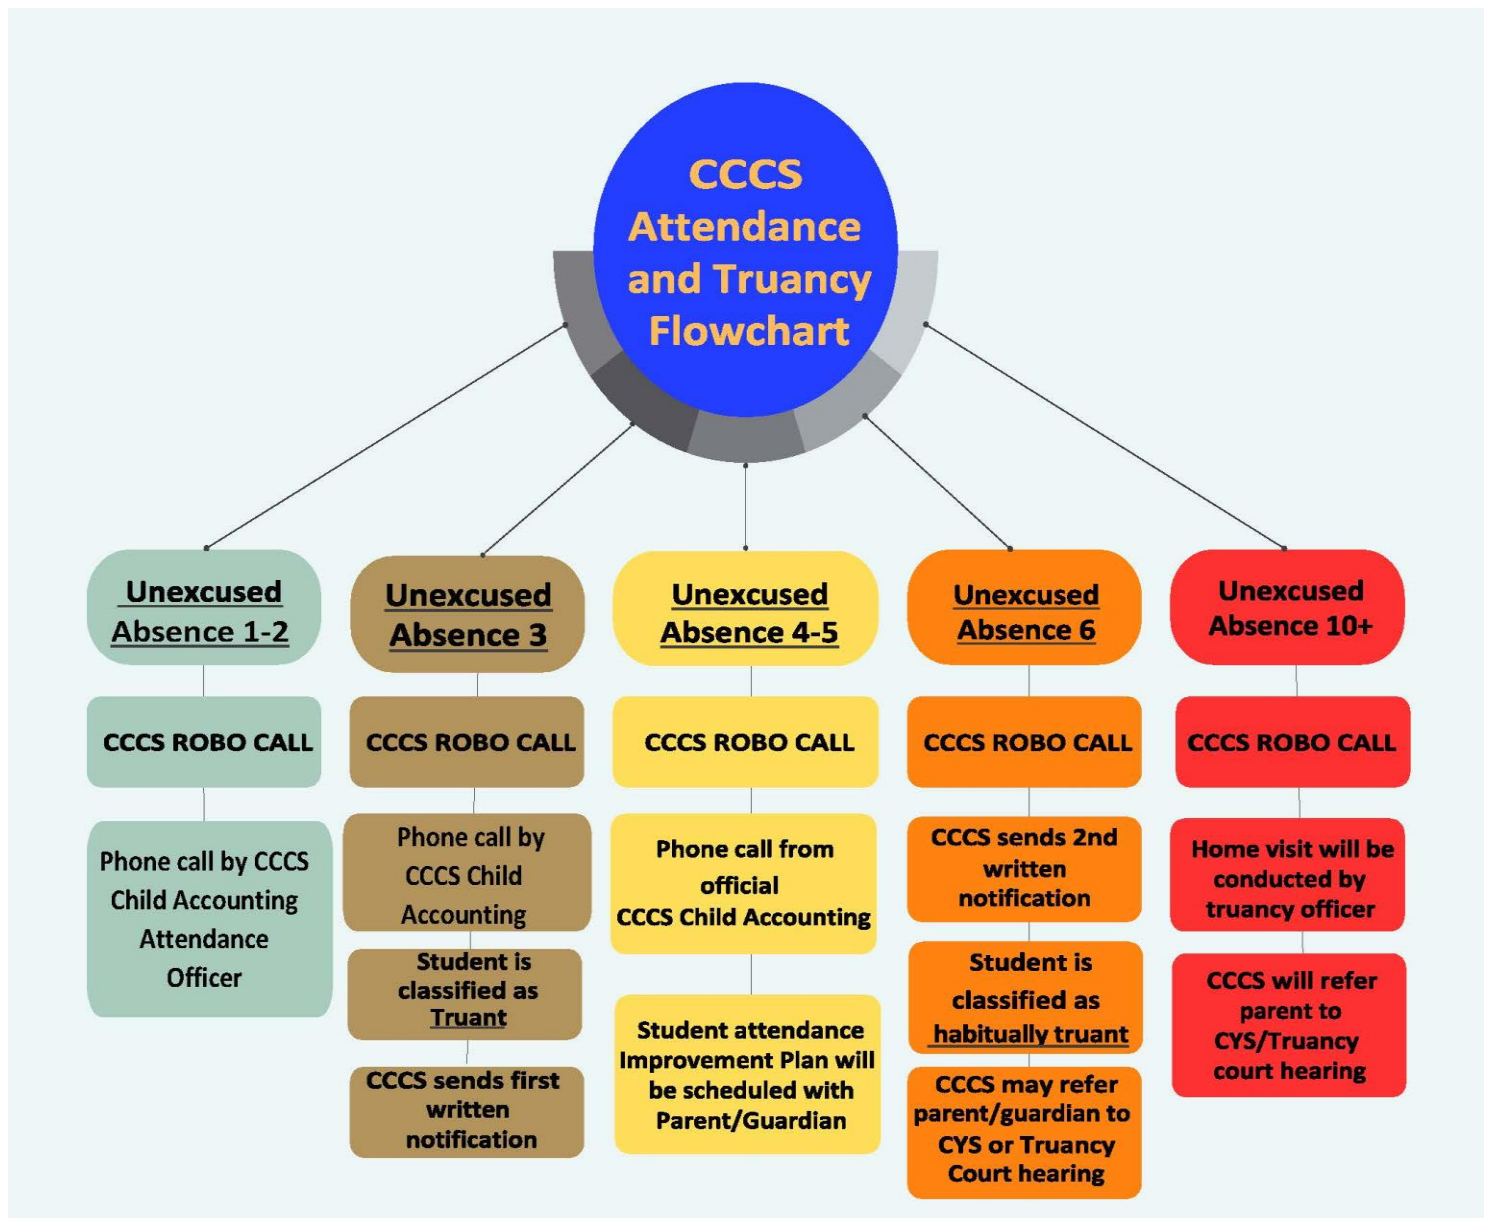 CCCS
Attendance
and Truancy
Flowchart
Unexcused
Absence 1-2
CCCS ROBO CALL
Phone call by CCCS
Child Accounting
Attendance
Officer
Unexcused
Absence 3
CCCS ROBO CALL
Phone call by
CCCS Child
Accounting
Student is
classified as
Truant
CCCS sends first
written
notification
Unexcused
Absence 4-5
CCCS ROBO CALL
Phone call from
official
CCCS Child Accounting
Student attendance
Improvement Plan will
be scheduled with
Parent/Guardian
Unexcused
Absence 6
CCCS ROBO CALL
CCCS sends 2nd
written
notification
Student is
classified as
habitually truant
CCCS may refer
parent/guardian to
CYS or Truancy
Court hearing
Unexcused
Absence 10+
CCCS ROBO CALL
Home visit will be
conducted by
truancy officer
CCCS will refer
parent to
CYS/Truancy
court hearing